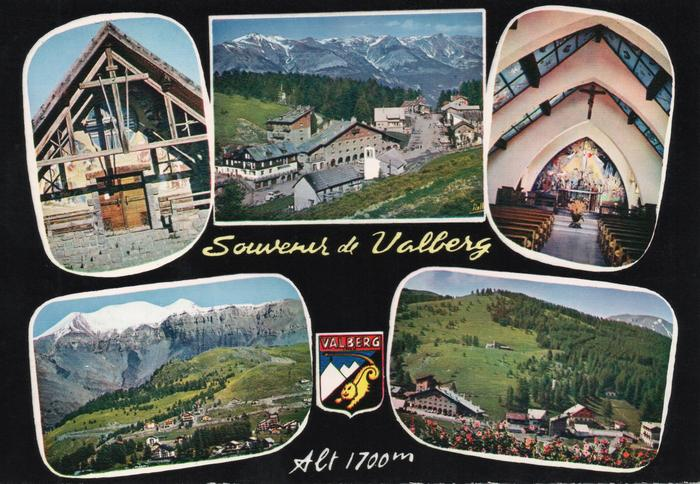 Souvenir de Valberg
VALBERG
Alt 1700m